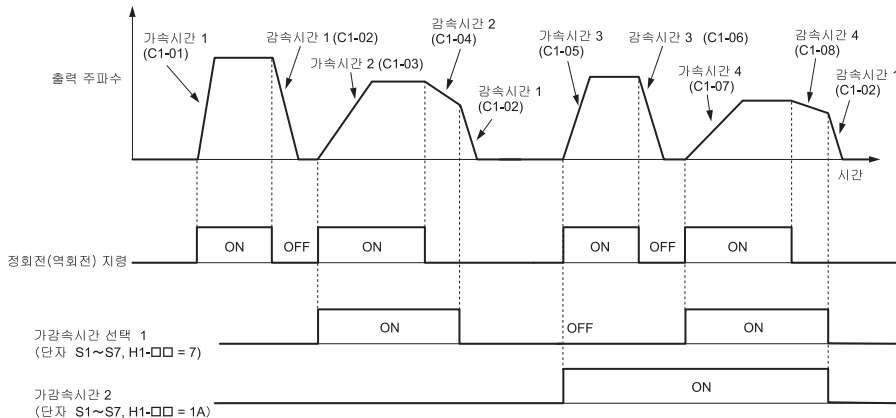 가속시간 1
(C1-01)
감속시간 1 (C1-02)
가속시간 2 (C1-03)
감속시간 2
(C1-04)
감속시간 1
(C1-02)
가속시간 3
(C1-05)
감속시간 3 (C1-06)
가속시간 4
(C1-07)
감속시간 4
(C1-08)
감속시간 1
(C1-02)
출력 주파수
시간
정회전(역회전) 지령
ON
OFF
ON
ON
OFF
ON
가감속시간 선택 1
(단자 S1~S7, H1-□□ = 7)
ON
OFF
ON
가감속시간 2
(단자 S1~S7, H1-□□ = 1A)
ON